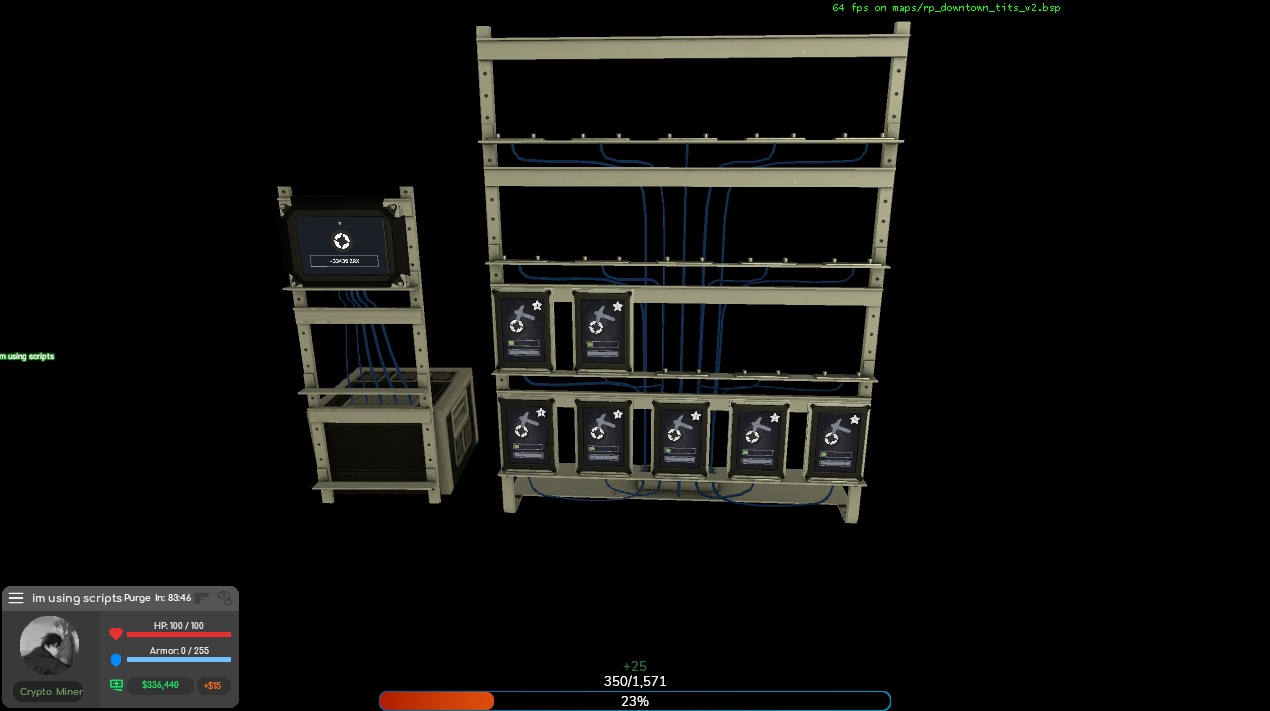 64 fps on maps/rp_downtown_tits_v2.bsp
m using scripts
im using scripts Purge In: 83:46
HP: 100 / 100
Armor: 0 / 255
Crypto Miner
$336,440
+$15
+25
350/1,571
23%